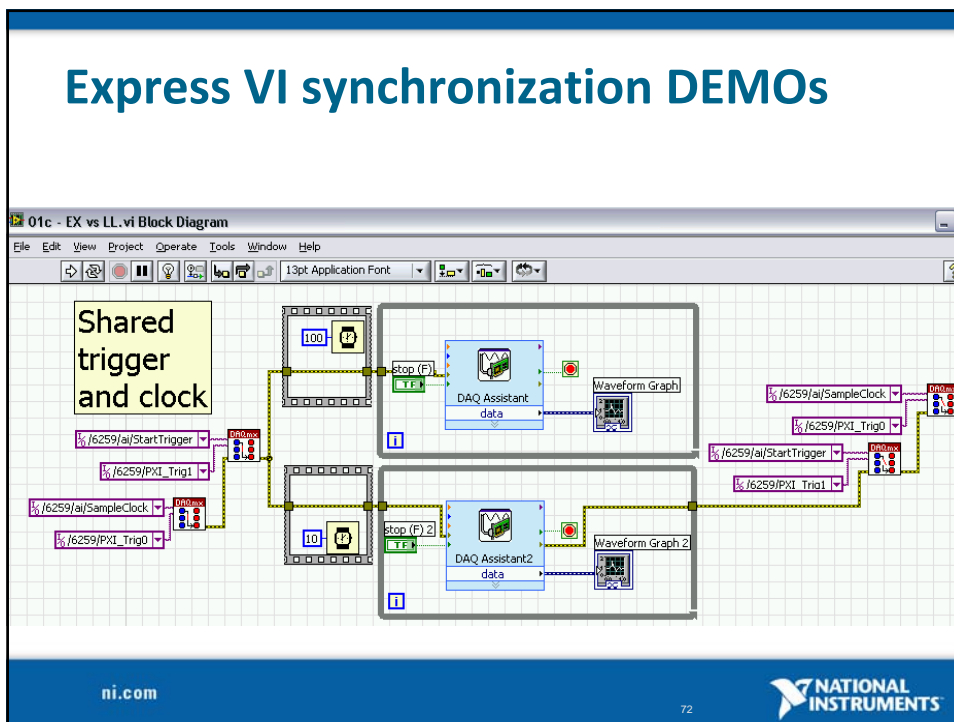 Express VI synchronization DEMOs
01c - EX vs LL.vi Block Diagram
File Edit View Project Operate Tools Window Help
13pt Application Font
Shared
trigger
and clock
100
stop (F)
TF
DAQ Assistant
data
Waveform Graph
i
/6259/ai/SampleClock
/6259/PXI_Trig0
DAQmx
/6259/ai/StartTrigger
/6259/PXI_Trig1
DAQmx
/6259/ai/StartTrigger
/6259/PXI_Trig1
DAQmx
/6259/ai/SampleClock
/6259/PXI_Trig0
DAQmx
10
stop (F) 2
TF
DAQ Assistant2
data
Waveform Graph 2
i
ni.com
72
NATIONAL
INSTRUMENTS